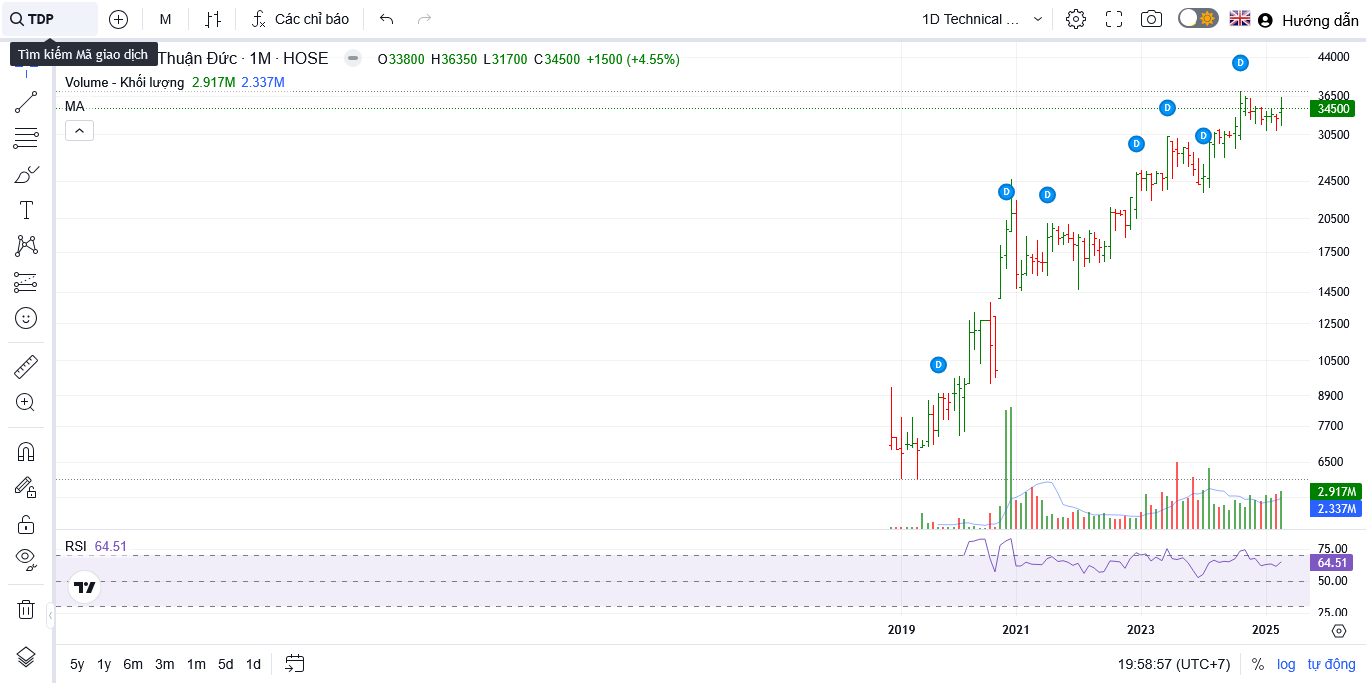 TDP M Các chỉ báo 1D Technical ... Hướng dẫn
Tìm kiếm Mã giao dịch
Thuận Đức · 1M · HOSE O33800 H36350 L31700 C34500 +1500 (+4.55%)
Volume - Khối lượng 2.917M 2.337M
MA
44000
36500
34500
30500
24500
20500
17500
14500
12500
10500
8900
7700
6500
2.917M
2.337M
D
D
D
D
D
D
D
D
RSI 64.51
75.00
64.51
50.00
25.00
2019 2021 2023 2025
5y 1y 6m 3m 1m 5d 1d 19:58:57 (UTC+7) % log tự động